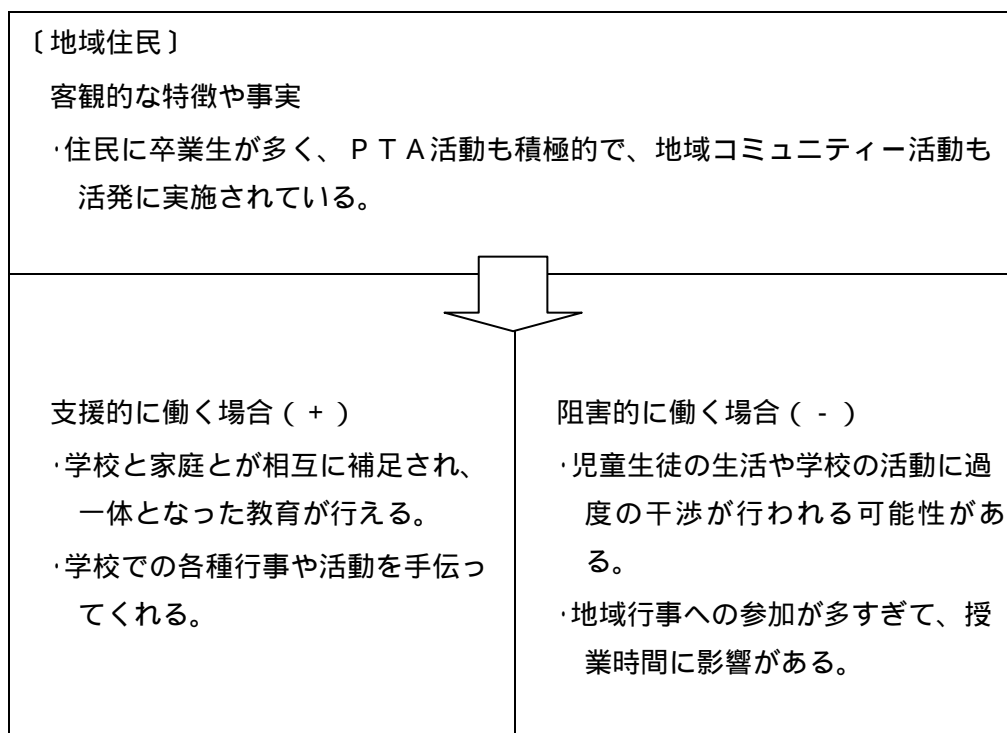 〔地域住民〕
客観的な特徴や事実
・住民に卒業生が多く、ＰＴＡ活動も積極的で、地域コミュニティー活動も
活発に実施されている。
支援的に働く場合（＋）
・学校と家庭とが相互に補足され、
一体となった教育が行える。
・学校での各種行事や活動を手伝っ
てくれる。
阻害的に働く場合（－）
・児童生徒の生活や学校の活動に過
度の干渉が行われる可能性があ
る。
・地域行事への参加が多すぎて、授
業時間に影響がある。